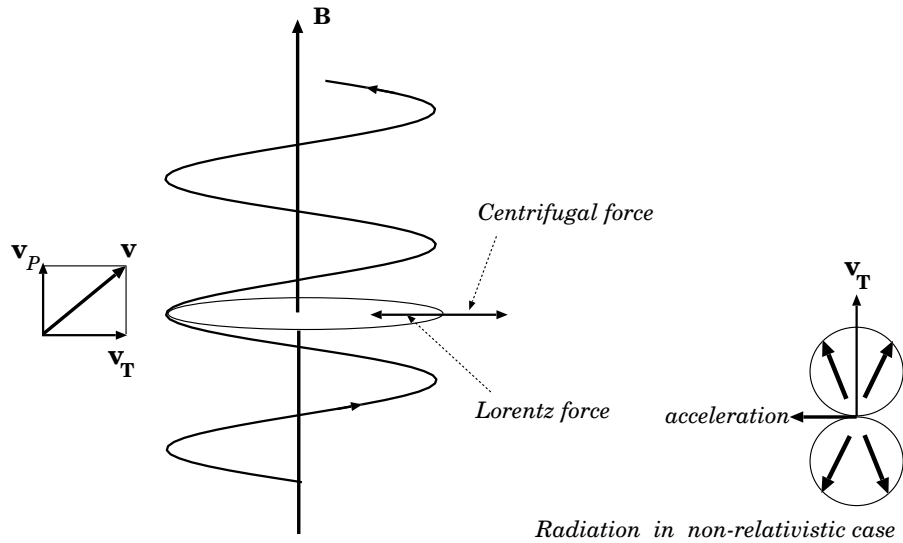 B
Centrifugal force
v_P
v
v_T
v_T
Lorentz force
acceleration
Radiation in non-relativistic case